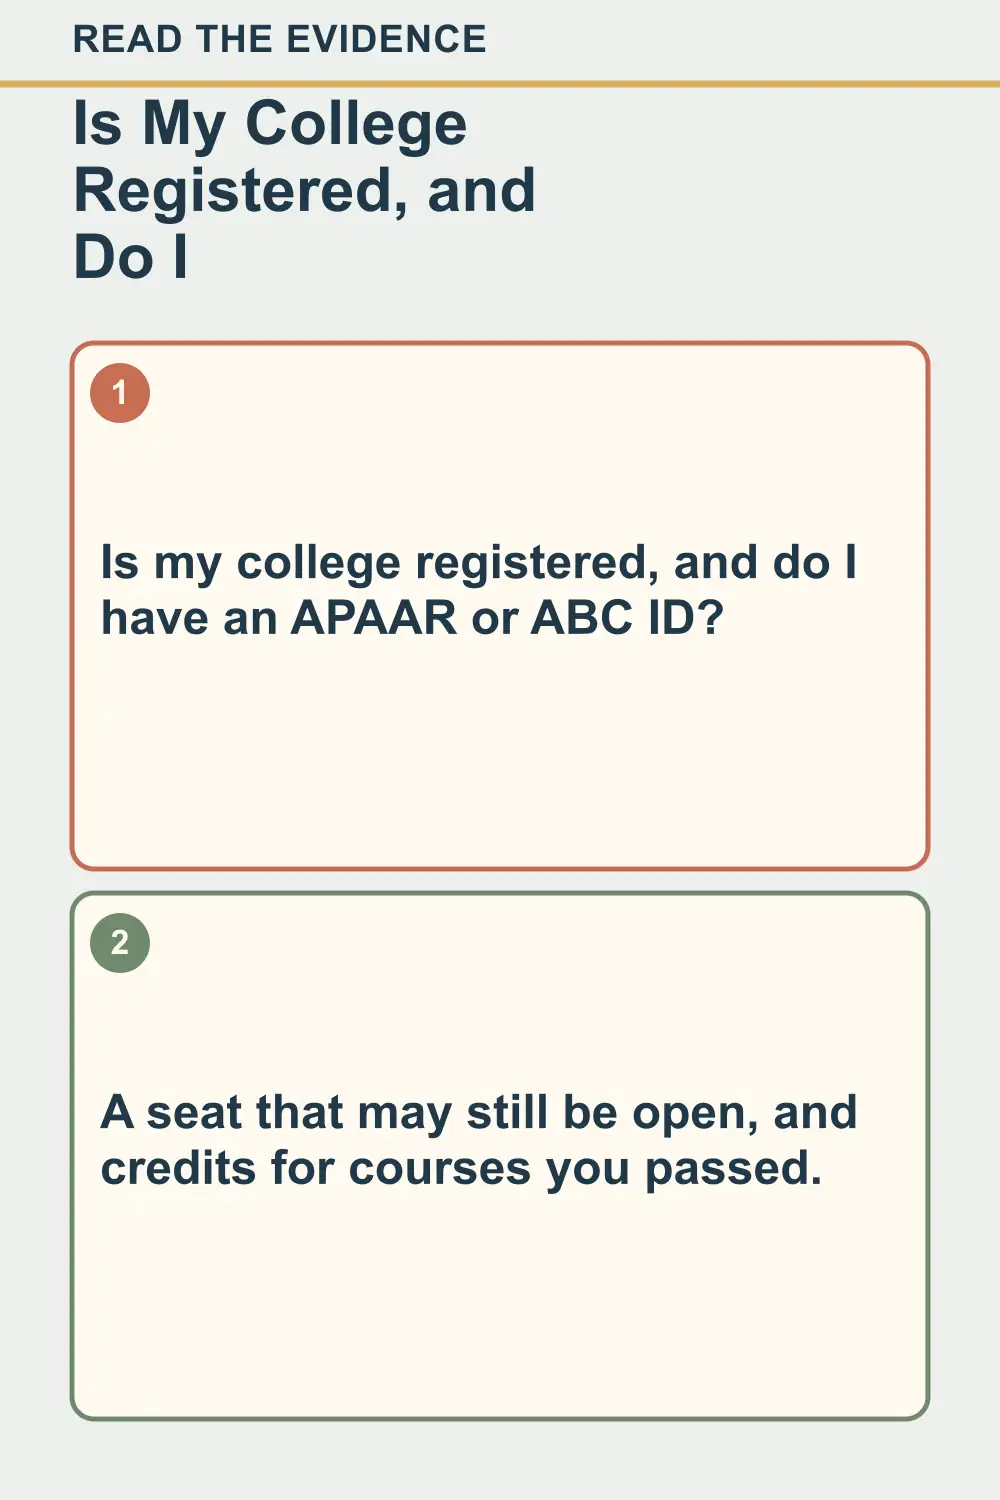 READ THE EVIDENCE
Is My College
Registered, and
Do I
1
Is my college registered, and do I
have an APAAR or ABC ID?
2
A seat that may still be open, and
credits for courses you passed.